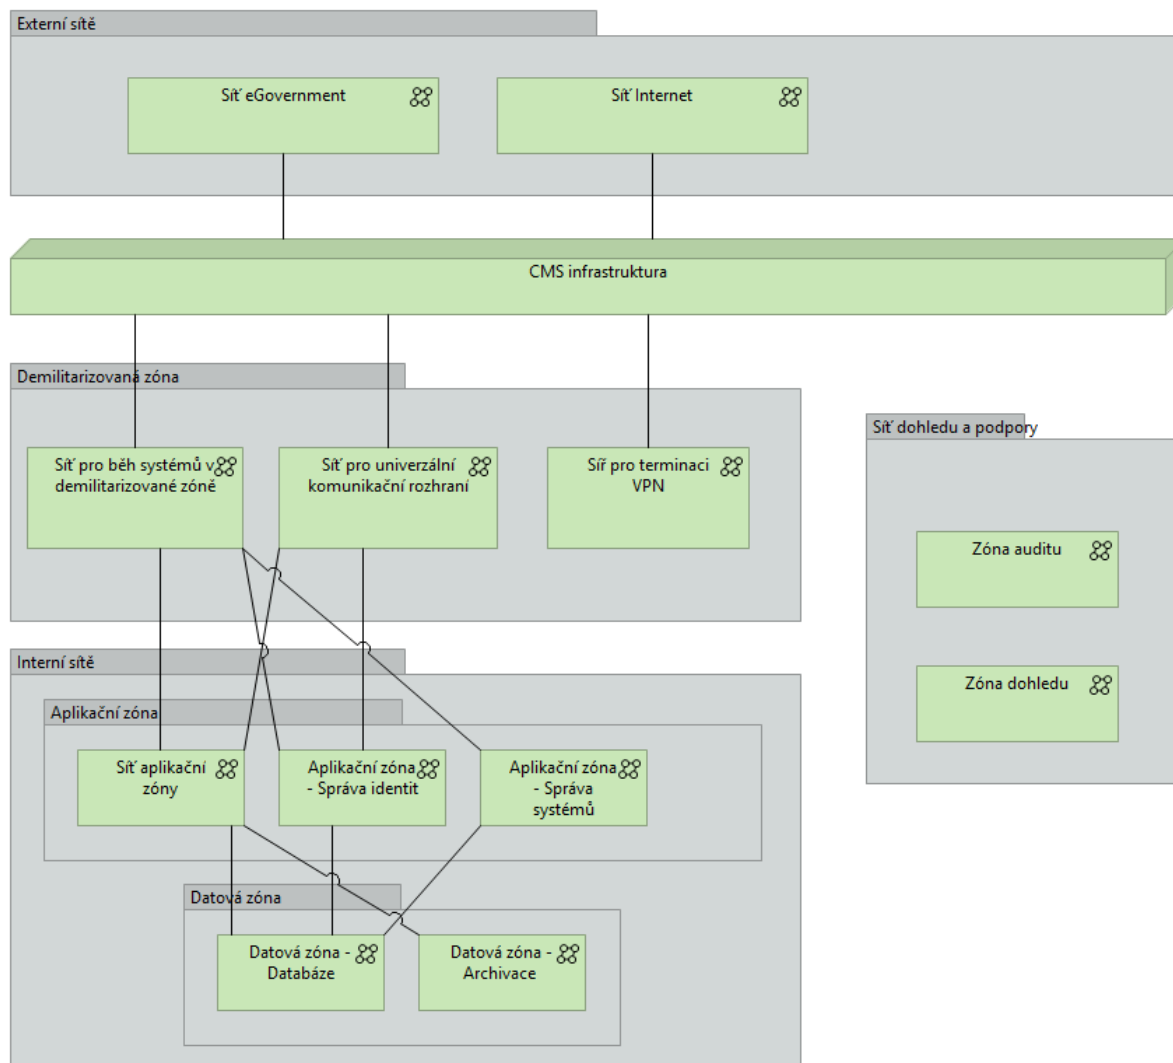 Externí sítě
Síť eGovernment
Síť Internet
CMS infrastruktura
Demilitarizovaná zóna
Síť pro běh systémů v
demilitarizované zóně
Síť pro univerzální
komunikační rozhraní
Síř pro terminaci
VPN
Síť dohledu a podpory
Zóna auditu
Zóna dohledu
Interní sítě
Aplikační zóna
Síť aplikační
zóny
Aplikační zóna
- Správa identit
Aplikační zóna
- Správa
systémů
Datová zóna
Datová zóna -
Databáze
Datová zóna -
Archivace